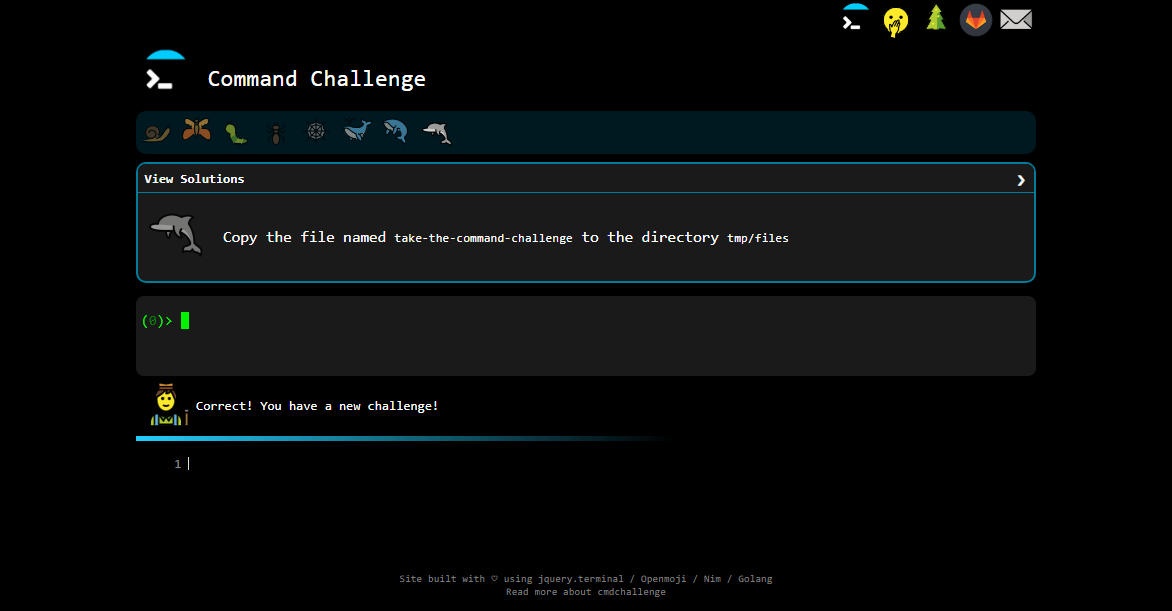 Command Challenge
View Solutions
Copy the file named take-the-command-challenge to the directory tmp/files
(0)>
Correct! You have a new challenge!
1
Site built with ♡ using jquery.terminal / Openmoji / Nim / Golang
Read more about cmdchallenge